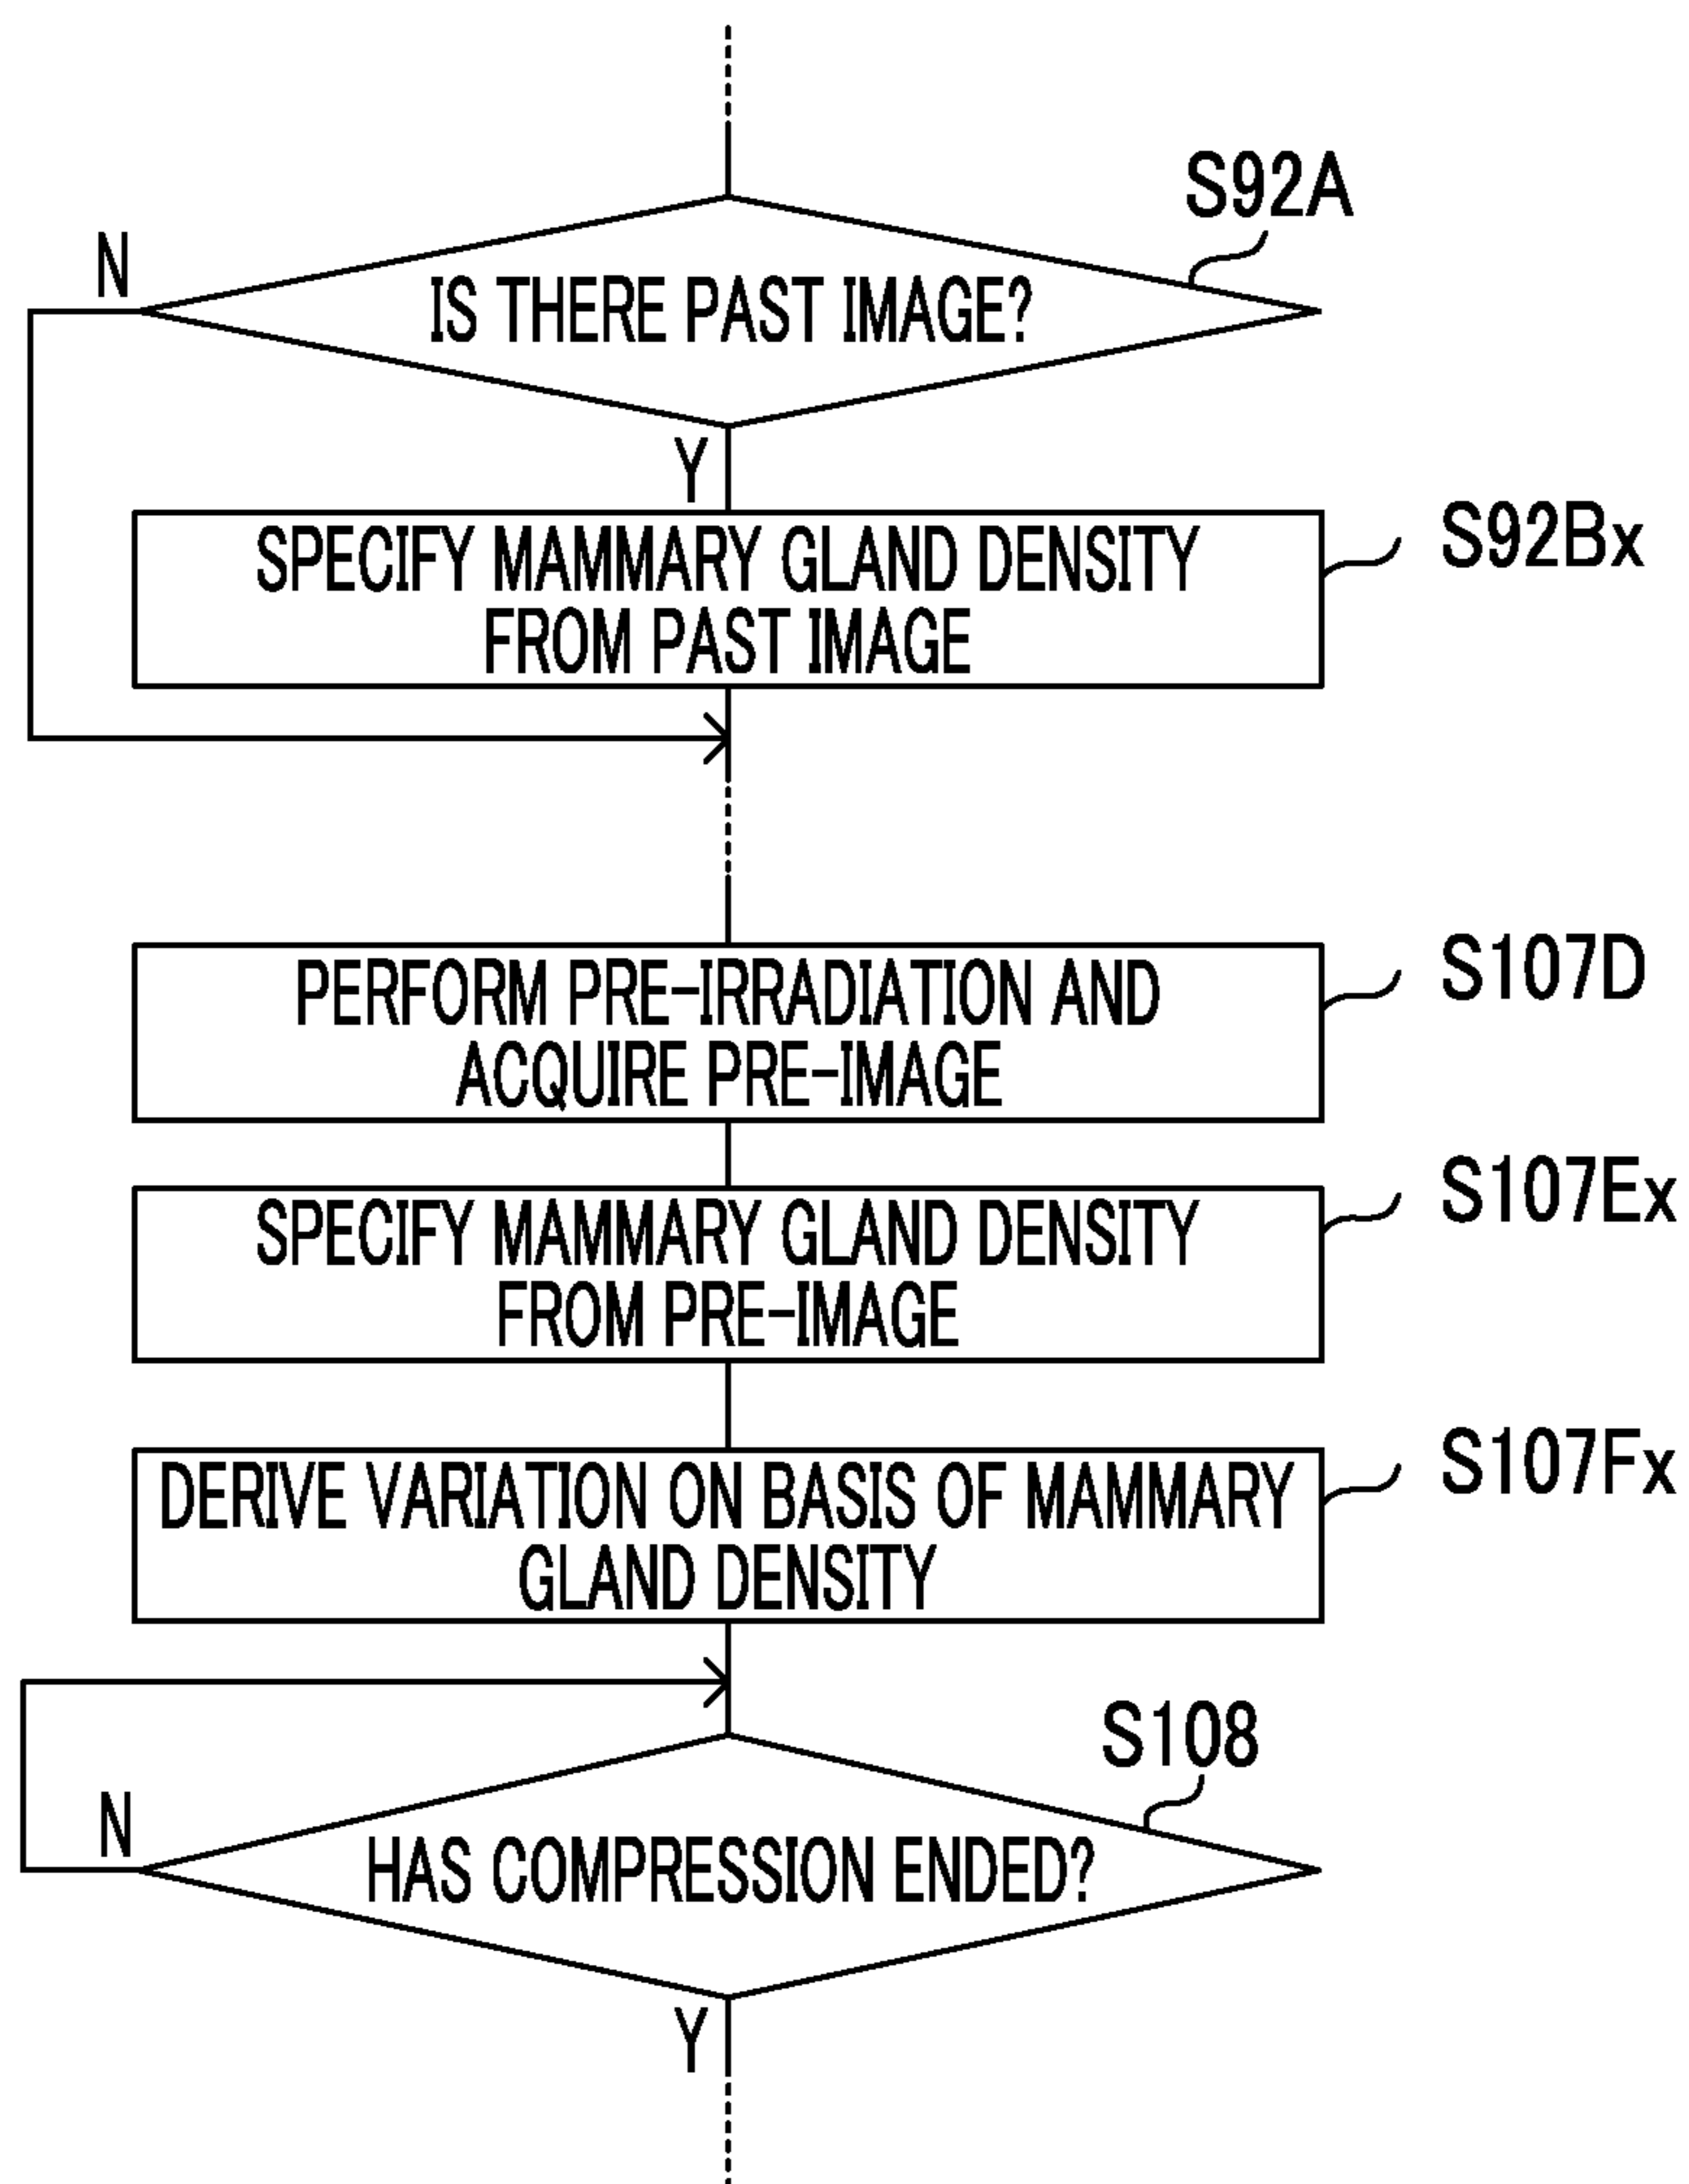 S92A
N
IS THERE PAST IMAGE?
Y
SPECIFY MAMMARY GLAND DENSITY
FROM PAST IMAGE
S92Bx
PERFORM PRE-IRRADIATION AND
ACQUIRE PRE-IMAGE
S107D
SPECIFY MAMMARY GLAND DENSITY
FROM PRE-IMAGE
S107Ex
DERIVE VARIATION ON BASIS OF MAMMARY
GLAND DENSITY
S107Fx
S108
N
HAS COMPRESSION ENDED?
Y